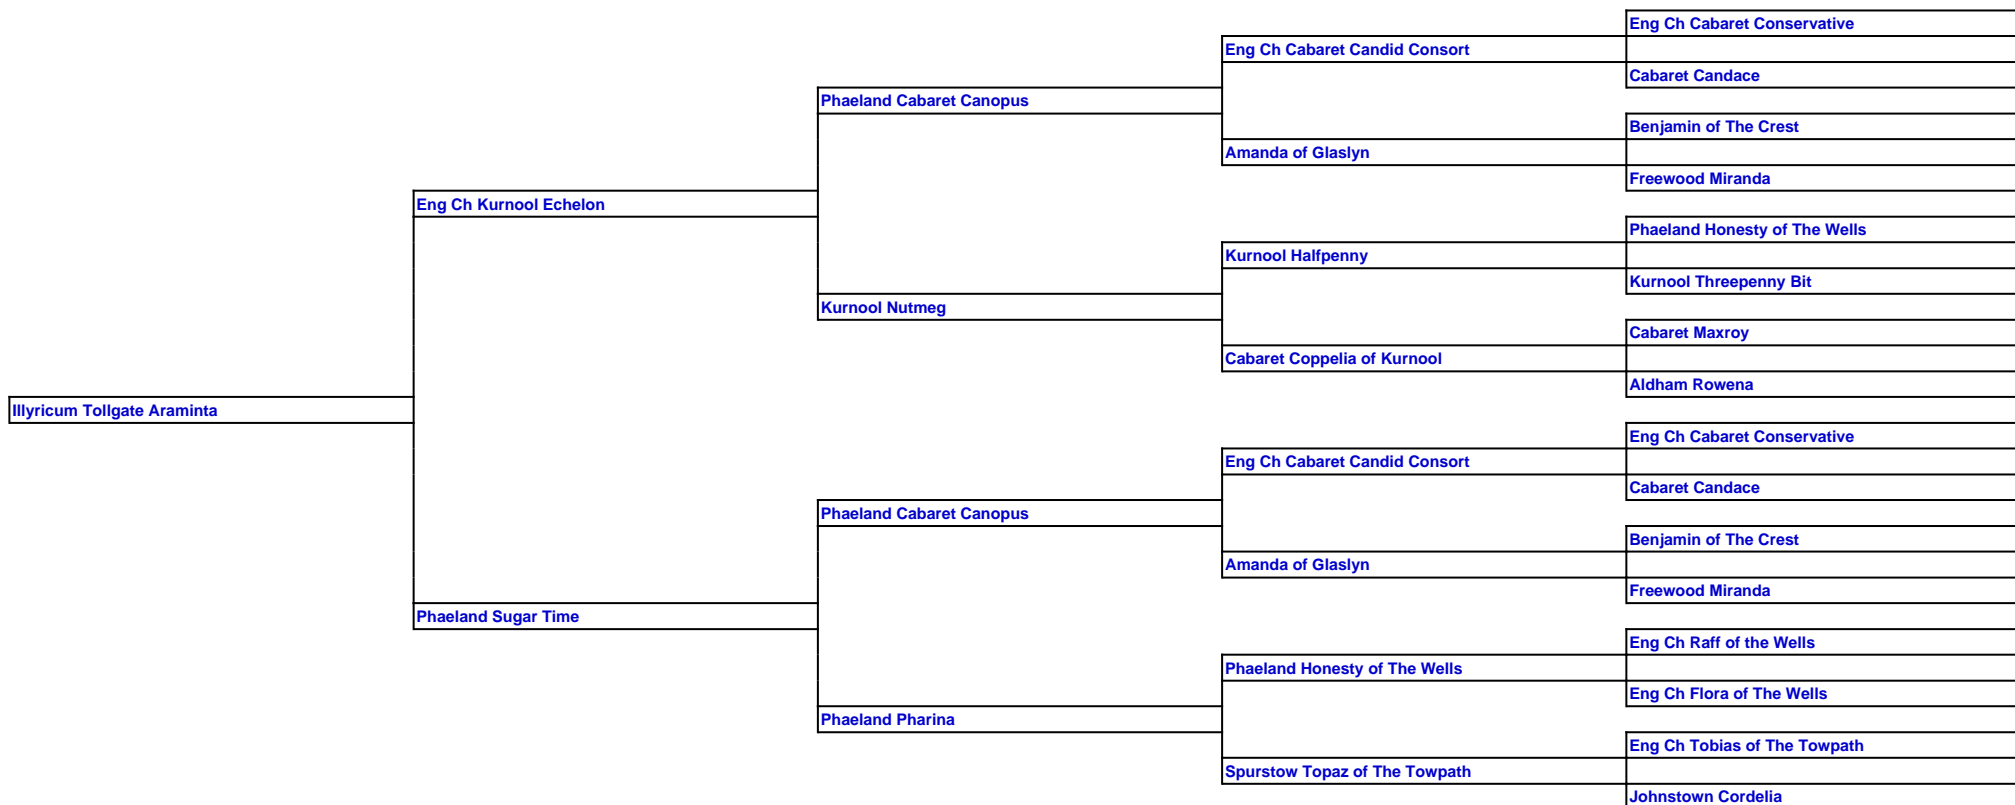 Eng Ch Cabaret Conservative
Eng Ch Cabaret Candid Consort
Cabaret Candace
Phaeland Cabaret Canopus
Benjamin of The Crest
Amanda of Glaslyn
Freewood Miranda
Eng Ch Kurnool Echelon
Phaeland Honesty of The Wells
Kurnool Halfpenny
Kurnool Threepenny Bit
Kurnool Nutmeg
Cabaret Maxroy
Cabaret Coppelia of Kurnool
Aldham Rowena
Illyricum Tollgate Araminta
Eng Ch Cabaret Conservative
Eng Ch Cabaret Candid Consort
Cabaret Candace
Phaeland Cabaret Canopus
Benjamin of The Crest
Amanda of Glaslyn
Freewood Miranda
Phaeland Sugar Time
Eng Ch Raff of the Wells
Phaeland Honesty of The Wells
Eng Ch Flora of The Wells
Phaeland Pharina
Eng Ch Tobias of The Towpath
Spurstow Topaz of The Towpath
Johnstown Cordelia